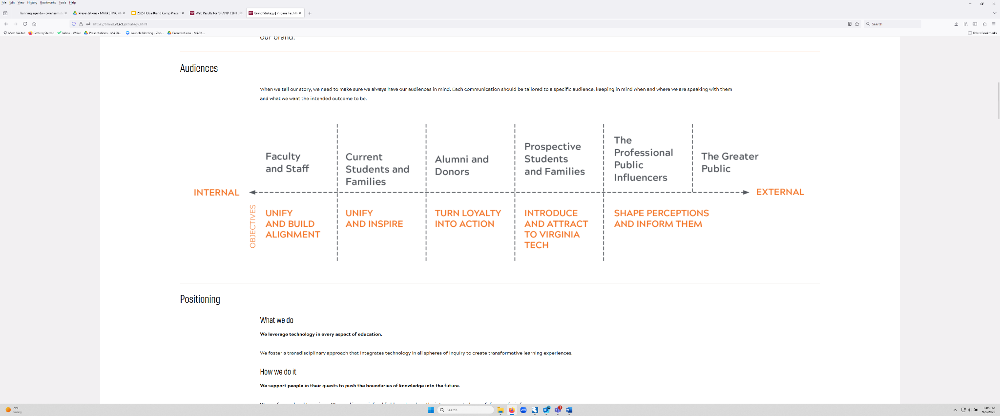 File Edit View History Bookmarks Tools Help
Running agenda - core team.
Presentations - MARKETING A
2025 Hokie Brand Camp Presen
Web Results for 'BRAND CENTE
Brand Strategy | Virginia Tech B
https://brand.vt.edu/strategy.html
Search
Most Visited Getting Started Inbox - Wrike Presentations - MARK... Launch Meeting - Zoo... Presentations - MARK... Other Bookmarks
our brand.
Audiences
When we tell our story, we need to make sure we always have our audiences in mind. Each communication should be tailored to a specific audience, keeping in mind when and where we are speaking with them
and what we want the intended outcome to be.
Faculty
and Staff
Current
Students and
Families
Alumni and
Donors
Prospective
Students
and Families
The
Professional
Public
Influencers
The Greater
Public
INTERNAL
EXTERNAL
OBJECTIVES
UNIFY
AND BUILD
ALIGNMENT
UNIFY
AND INSPIRE
TURN LOYALTY
INTO ACTION
INTRODUCE
AND ATTRACT
TO VIRGINIA
TECH
SHAPE PERCEPTIONS
AND INFORM THEM
Positioning
What we do
We leverage technology in every aspect of education.
We foster a transdisciplinary approach that integrates technology in all spheres of inquiry to create transformative learning experiences.
How we do it
We support people in their quests to push the boundaries of knowledge into the future.
71°F
Sunny
Search
zm
1
6:05 PM
9/1/2025